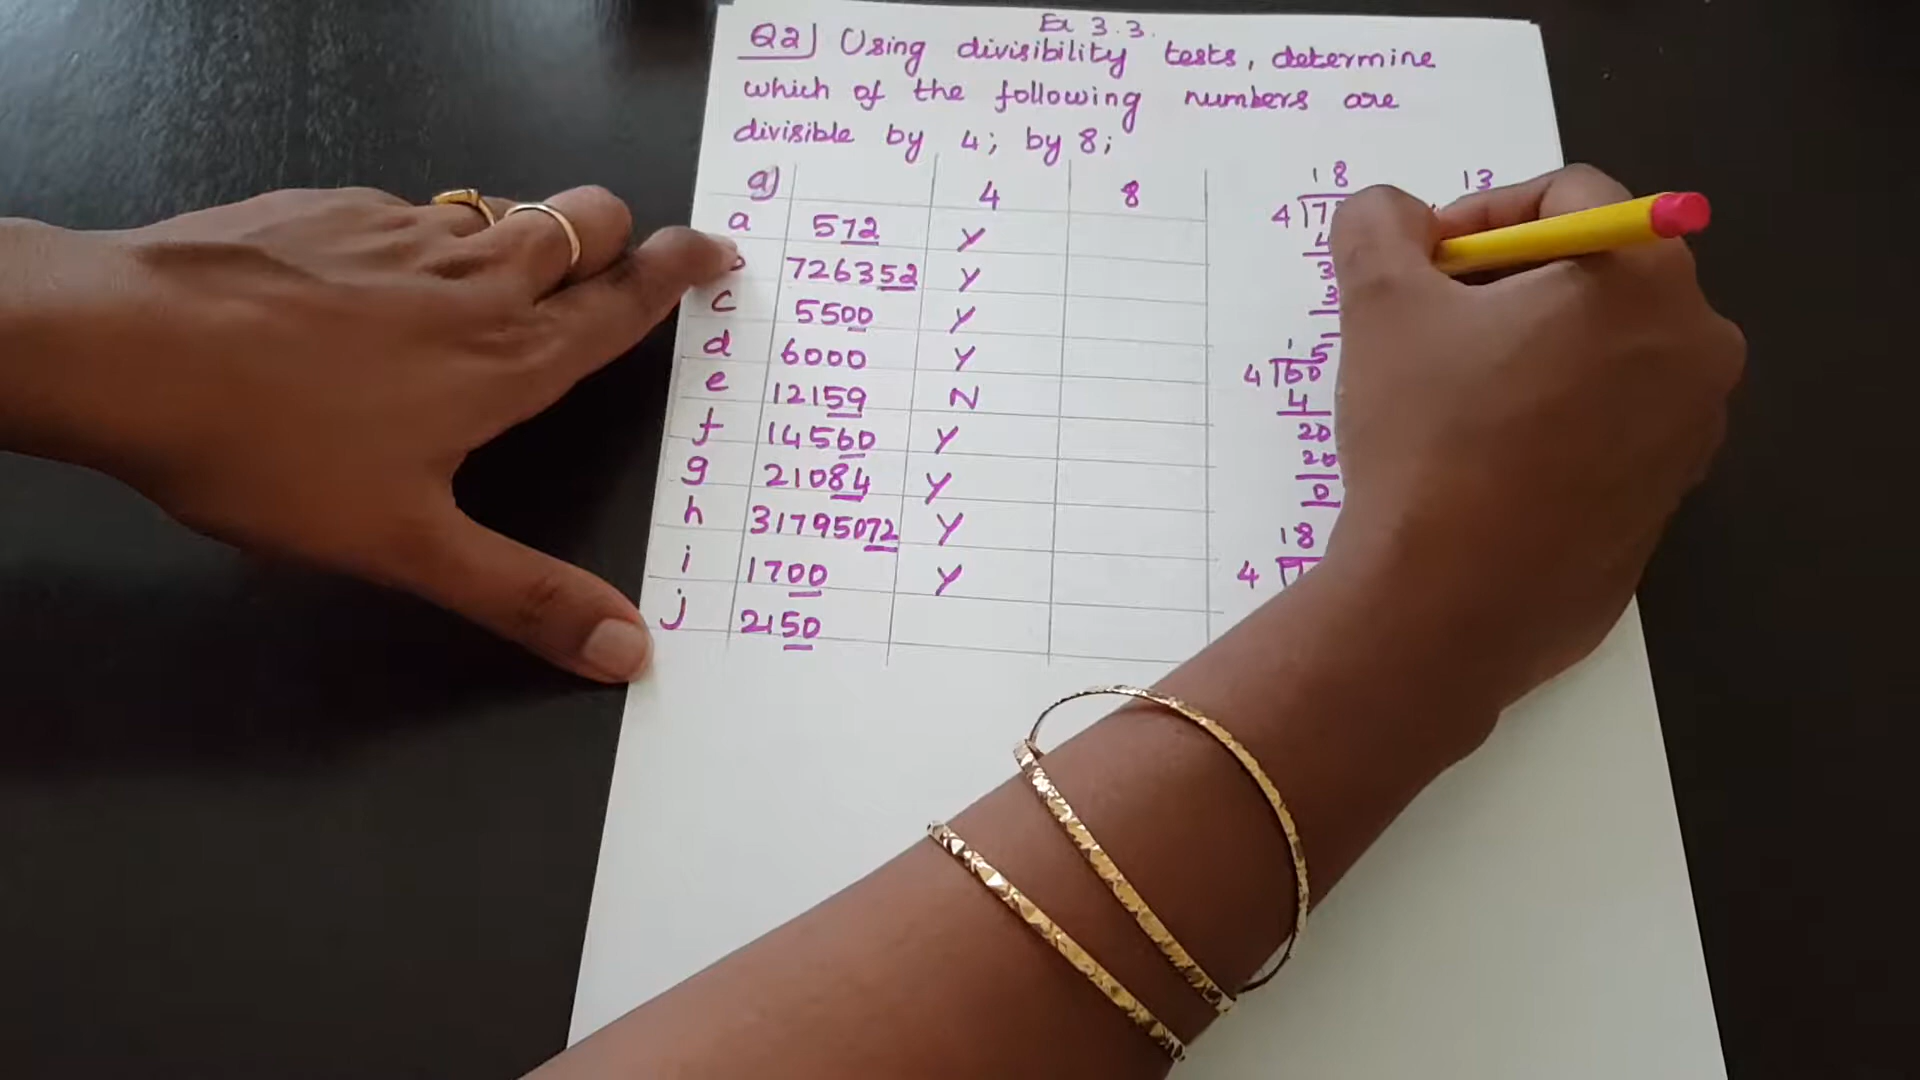 Ex 3.3.
Q2) Using divisibility tests, determine
which of the following numbers are
divisible by 4; by 8;
a) 4 8
a 572 Y
726352 Y
c 5500 Y
d 6000 Y
e 12159 N
f 14560 Y
g 21084 Y
h 31795072 Y
i 1700 Y
j 2150
18
4
4
13
15
4 60
4
20
20
0
18
4